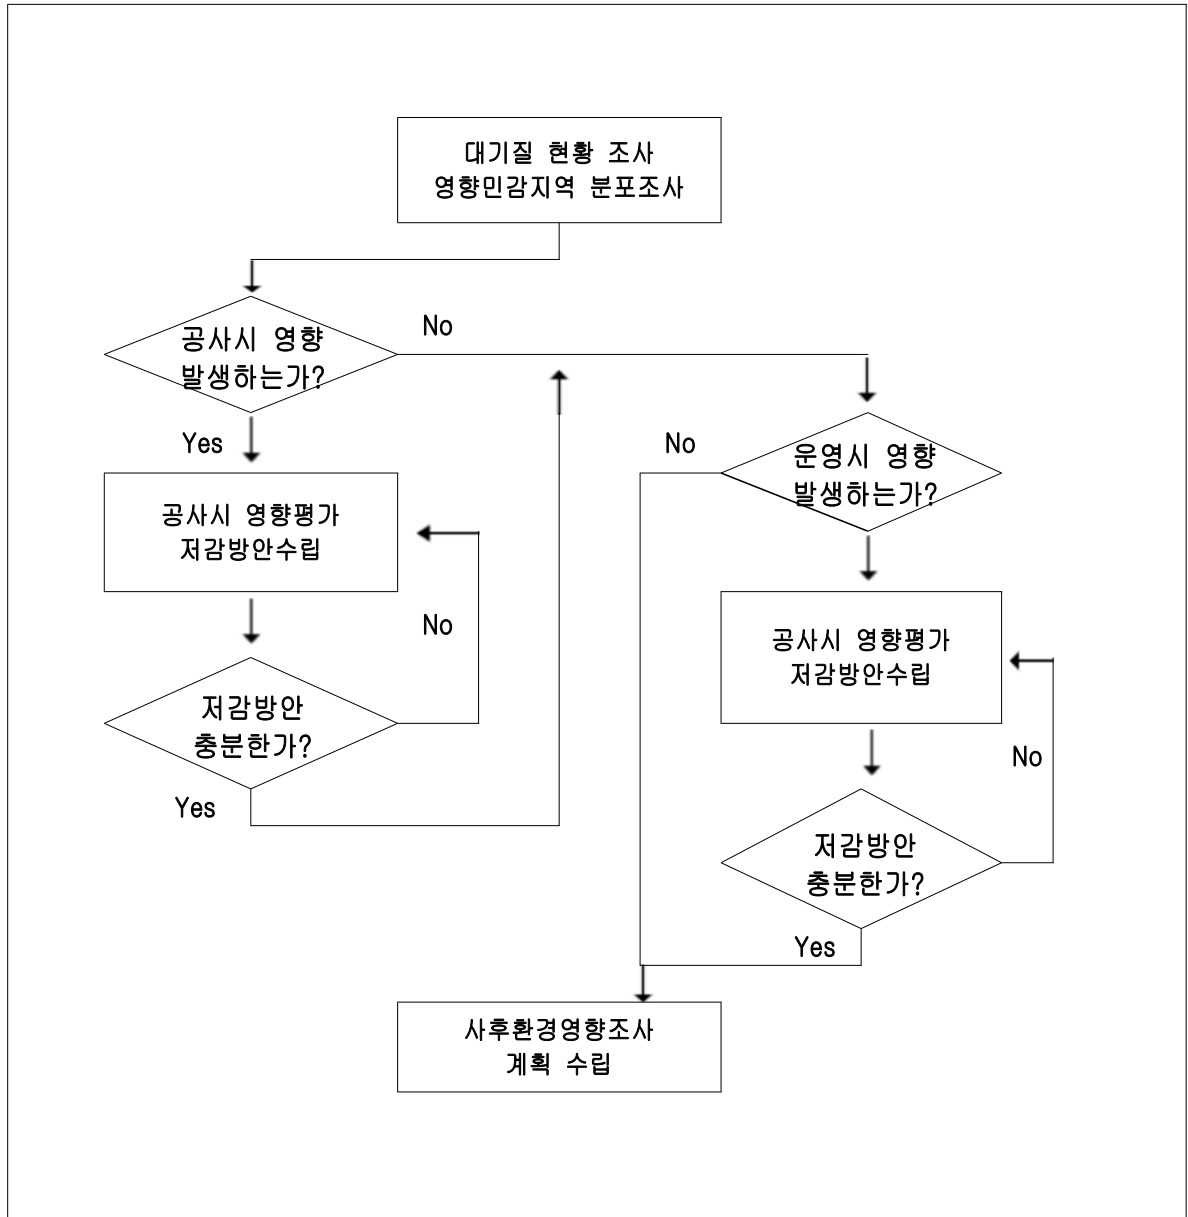 대기질 현황 조사
영향민감지역 분포조사
공사시 영향
발생하는가?
No
Yes
공사시 영향평가
저감방안수립
No
저감방안
충분한가?
Yes
No
운영시 영향
발생하는가?
공사시 영향평가
저감방안수립
No
저감방안
충분한가?
Yes
사후환경영향조사
계획 수립